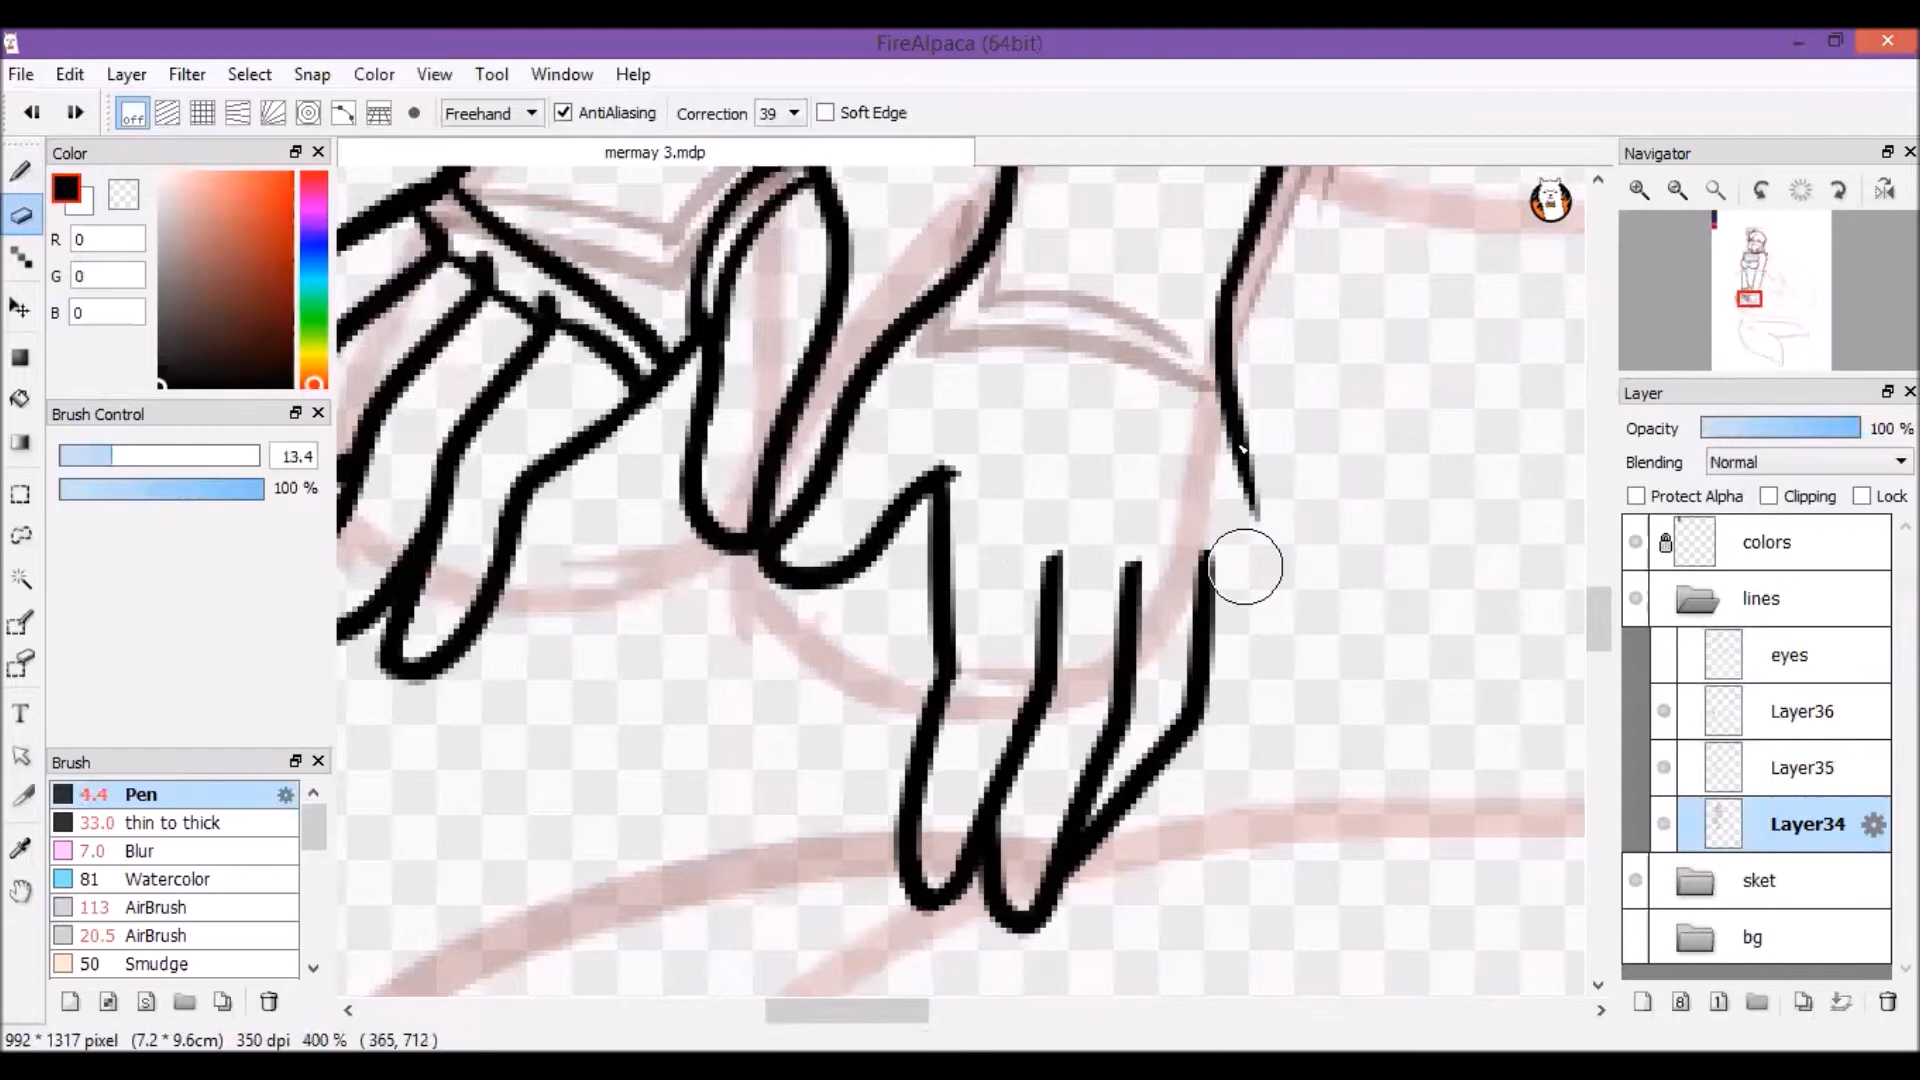 FireAlpaca (64bit)
File Edit Layer Filter Select Snap Color View Tool Window Help
off Freehand AntiAliasing Correction 39 Soft Edge
Color
mermay 3.mdp
Navigator
R 0
G 0
B 0
Brush Control
13.4
100 %
Layer
Opacity 100 %
Blending Normal
Protect Alpha Clipping Lock
colors
lines
eyes
Layer36
Layer35
Layer34
sket
bg
Brush
4.4 Pen
33.0 thin to thick
7.0 Blur
81 Watercolor
113 AirBrush
20.5 AirBrush
50 Smudge
992 * 1317 pixel (7.2 * 9.6cm) 350 dpi 400 % ( 365, 712 )